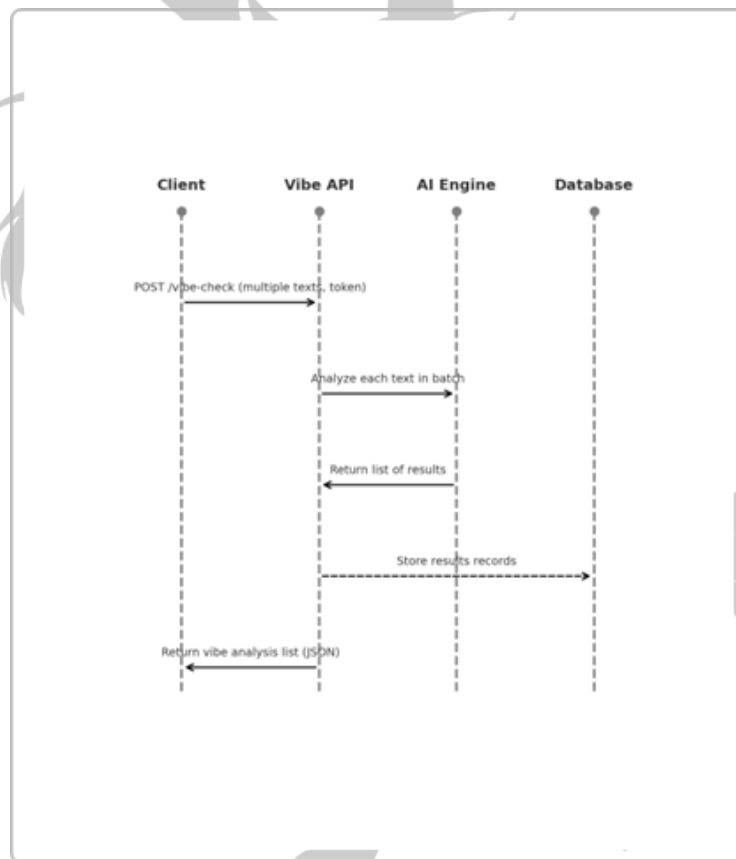 Client Vibe API AI Engine Database
POST /vibe-check (multiple texts, token)
Analyze each text in batch
Return list of results
Store results records
Return vibe analysis list (JSON)